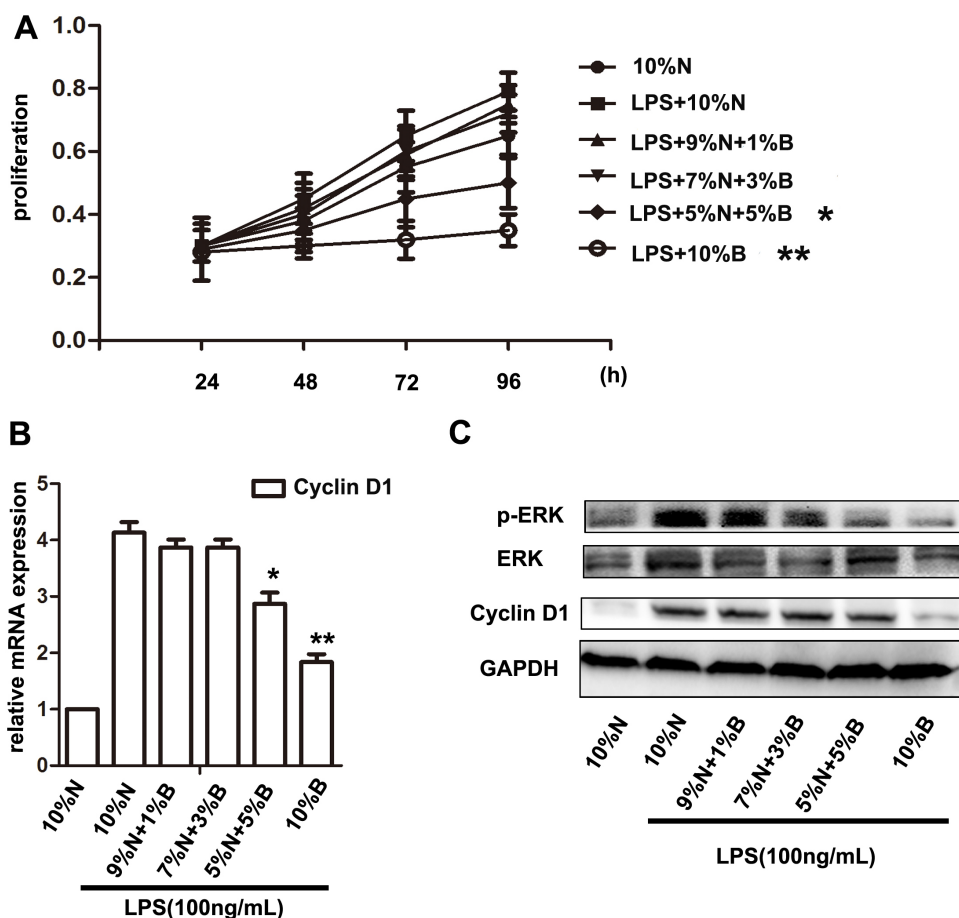 A
1.0
0.8
0.6
0.4
0.2
0.0
proliferation
24 48 72 96 (h)
10%N
LPS+10%N
LPS+9%N+1%B
LPS+7%N+3%B
LPS+5%N+5%B *
LPS+10%B **
B
Cyclin D1
relative mRNA expression
5
4
3
2
1
0
*
**
10%N
10%N
9%N+1%B
7%N+3%B
5%N+5%B
10%B
LPS(100ng/mL)
C
p-ERK
ERK
Cyclin D1
GAPDH
10%N
10%N
9%N+1%B
7%N+3%B
5%N+5%B
10%B
LPS(100ng/mL)